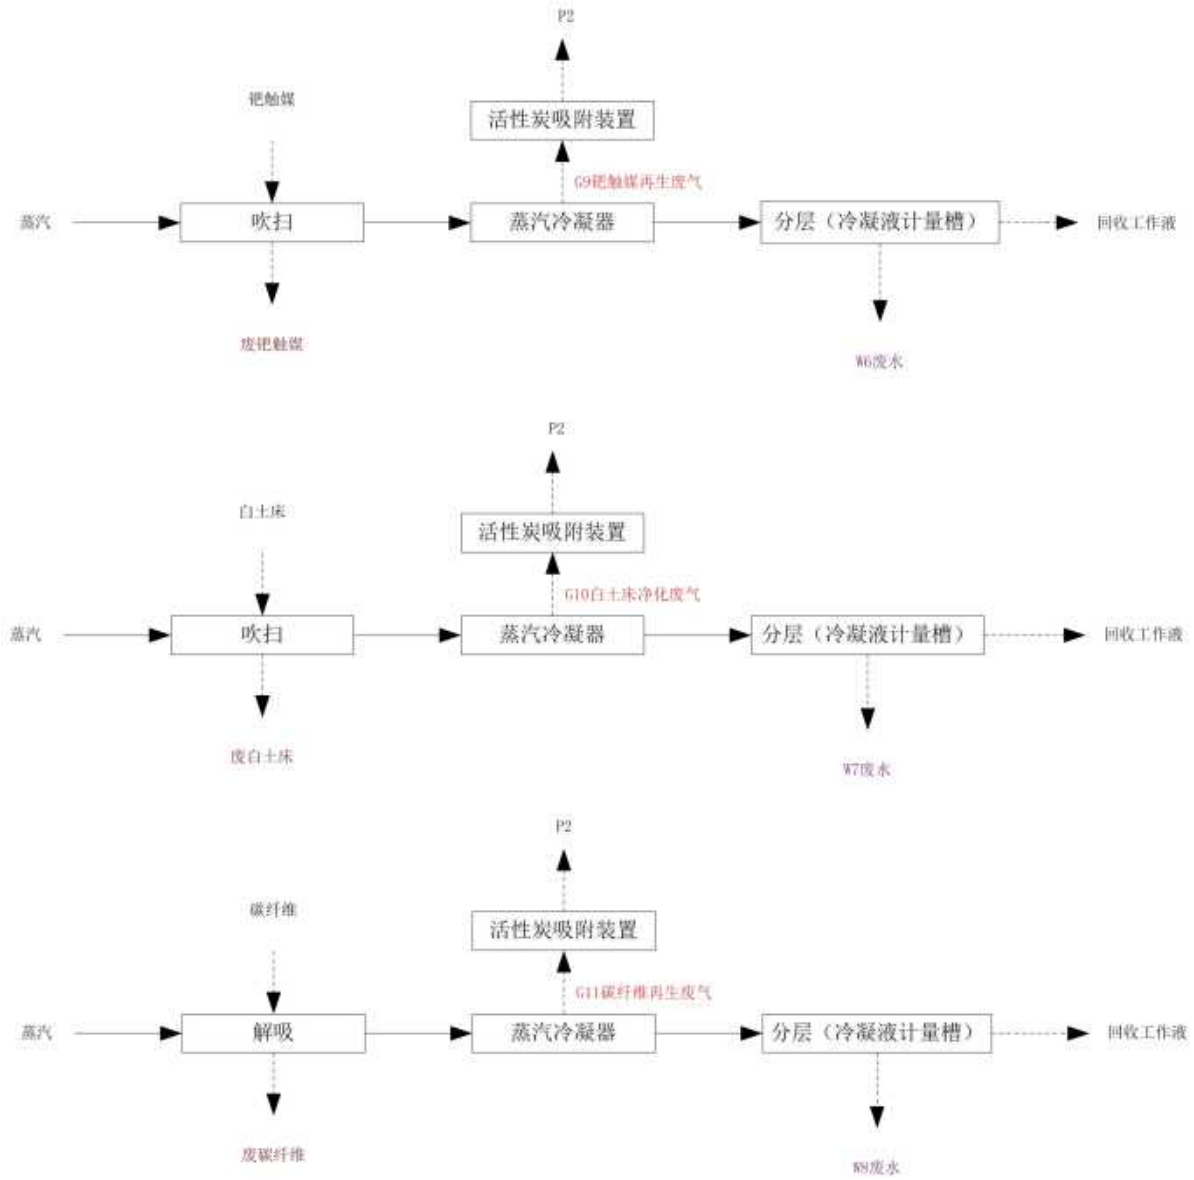 P2
钯触媒
活性炭吸附装置
G9钯触媒再生废气
蒸汽
吹扫
蒸汽冷凝器
分层（冷凝液计量槽）
回收工作液
废钯触媒
W6废水
P2
白土床
活性炭吸附装置
G10白土床净化废气
蒸汽
吹扫
蒸汽冷凝器
分层（冷凝液计量槽）
回收工作液
废白土床
W7废水
P2
碳纤维
活性炭吸附装置
G11碳纤维再生废气
蒸汽
解吸
蒸汽冷凝器
分层（冷凝液计量槽）
回收工作液
废碳纤维
W8废水